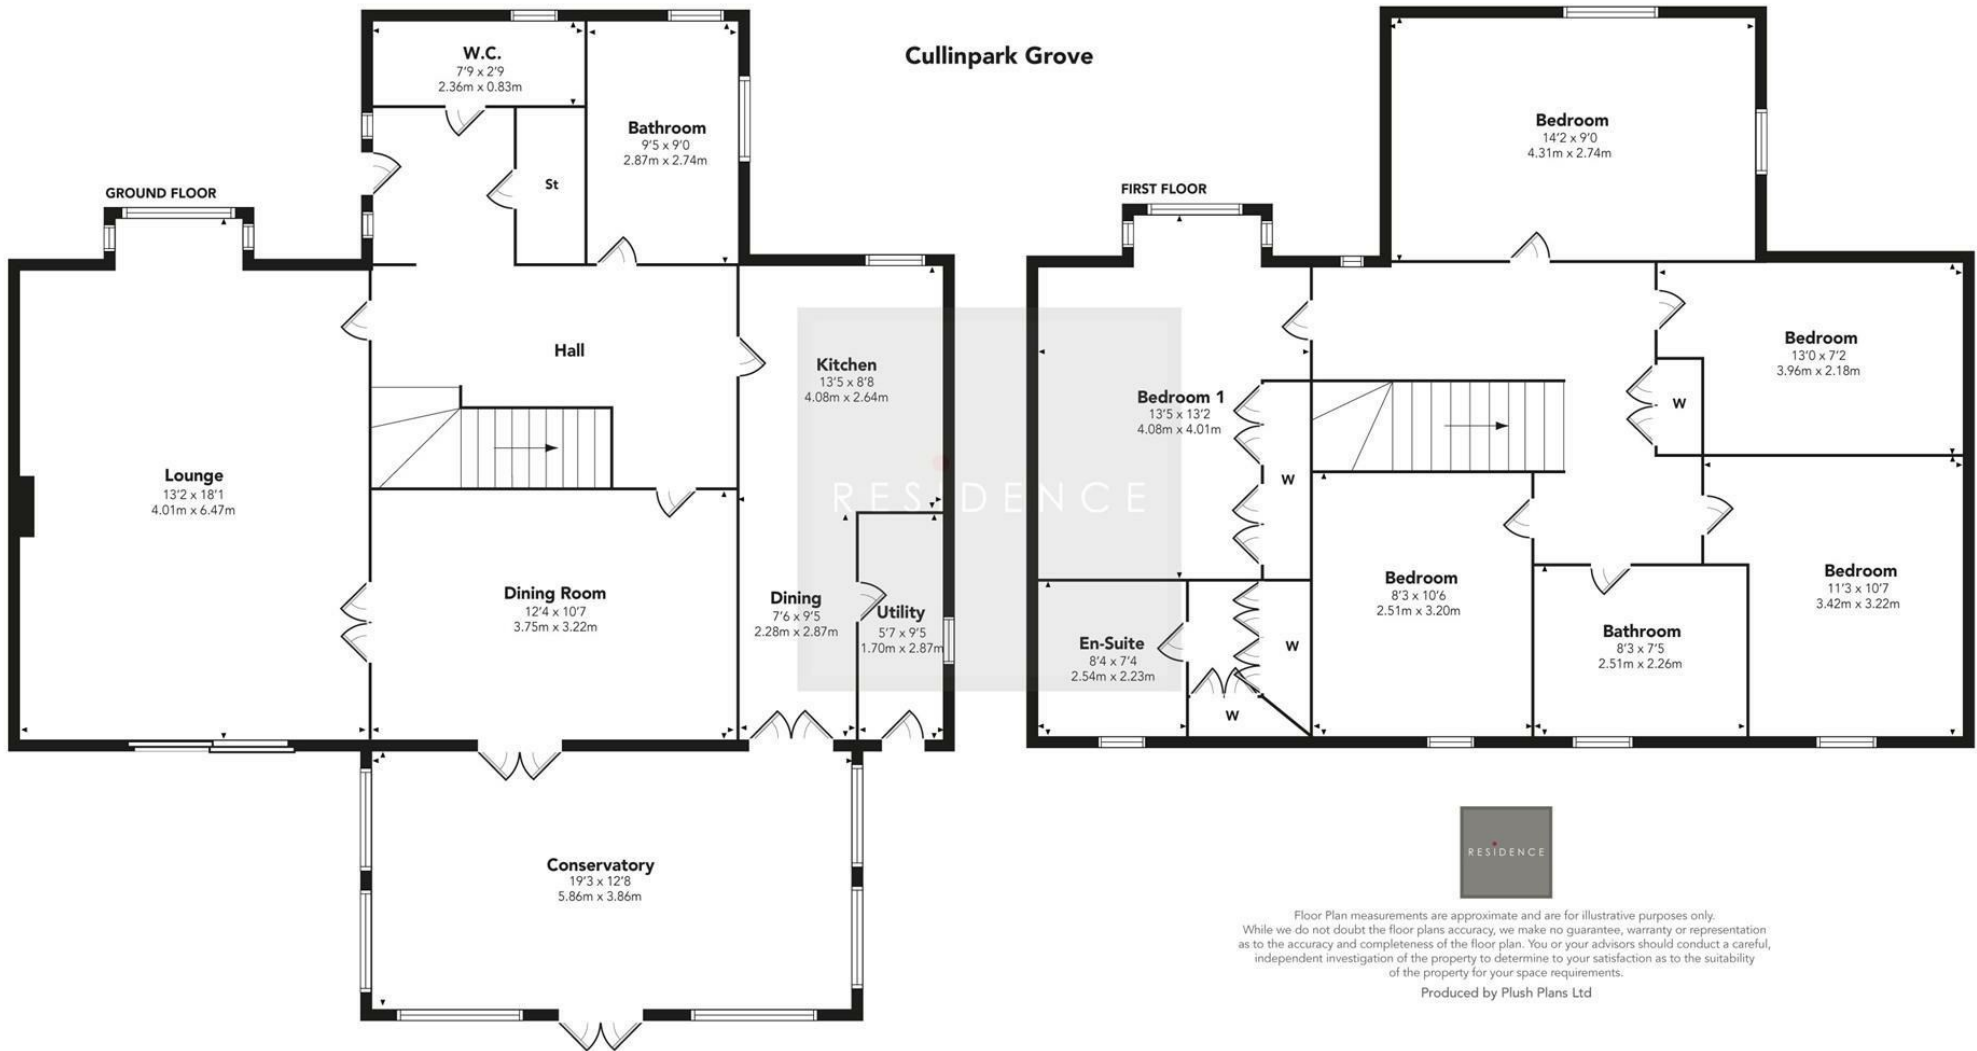 Cullinpark Grove
GROUND FLOOR
W.C.
7'9 x 2'9
2.36m x 0.83m
Bathroom
9'5 x 9'0
2.87m x 2.74m
St
Hall
Kitchen
13'5 x 8'8
4.08m x 2.64m
Lounge
13'2 x 18'1
4.01m x 6.47m
Dining Room
12'4 x 10'7
3.75m x 3.22m
Dining
7'6 x 9'5
2.28m x 2.87m
Utility
5'7 x 9'5
1.70m x 2.87m
Conservatory
19'3 x 12'8
5.86m x 3.86m
RESIDENCE
FIRST FLOOR
Bedroom
14'2 x 9'0
4.31m x 2.74m
Bedroom
13'0 x 7'2
3.96m x 2.18m
Bedroom 1
13'5 x 13'2
4.08m x 4.01m
W
W
Bedroom
8'3 x 10'6
2.51m x 3.20m
Bedroom
11'3 x 10'7
3.42m x 3.22m
En-Suite
8'4 x 7'4
2.54m x 2.23m
W
W
Bathroom
8'3 x 7'5
2.51m x 2.26m
RESIDENCE
Floor Plan measurements are approximate and are for illustrative purposes only.
While we do not doubt the floor plans accuracy, we make no guarantee, warranty or representation
as to the accuracy and completeness of the floor plan. You or your advisors should conduct a careful,
independent investigation of the property to determine to your satisfaction as to the suitability
of the property for your space requirements.
Produced by Plush Plans Ltd